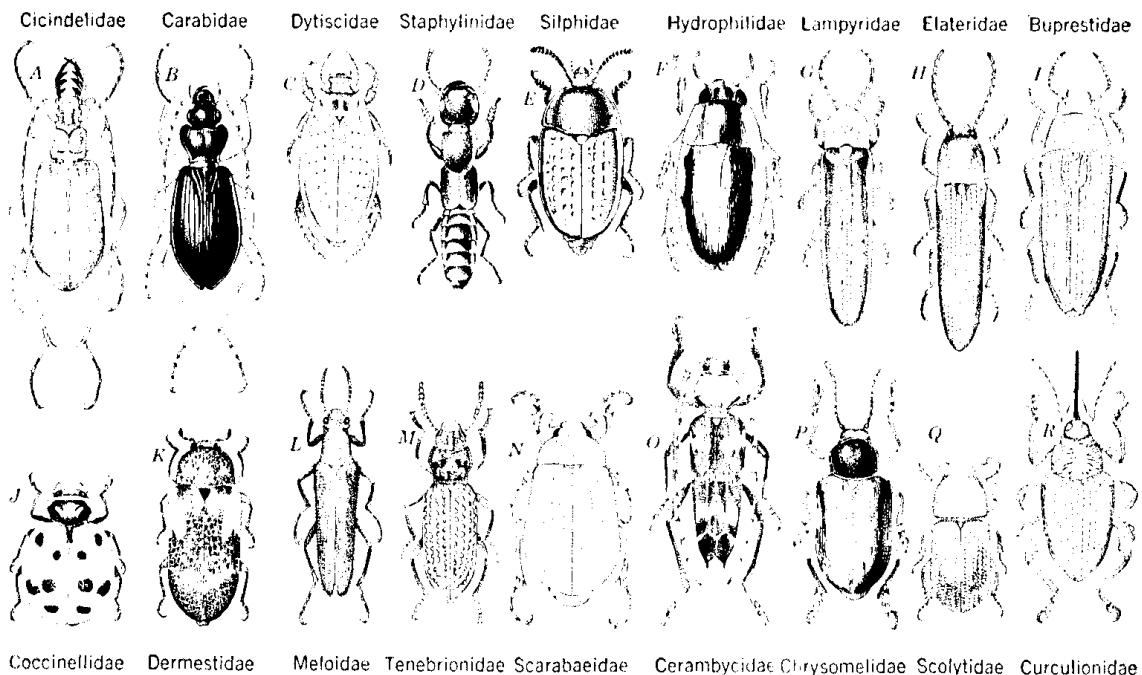 Cicindelidae Carabidae Dytiscidae Staphylinidae Silphidae Hydrophilidae Lampyridae Elateridae Buprestidae
A B C D E F G H I
J K L M N O P Q R
Coccinellidae Dermestidae Meloidae Tenebrionidae Scarabaeidae Cerambycidae Chrysomelidae Scolytidae Curculionidae